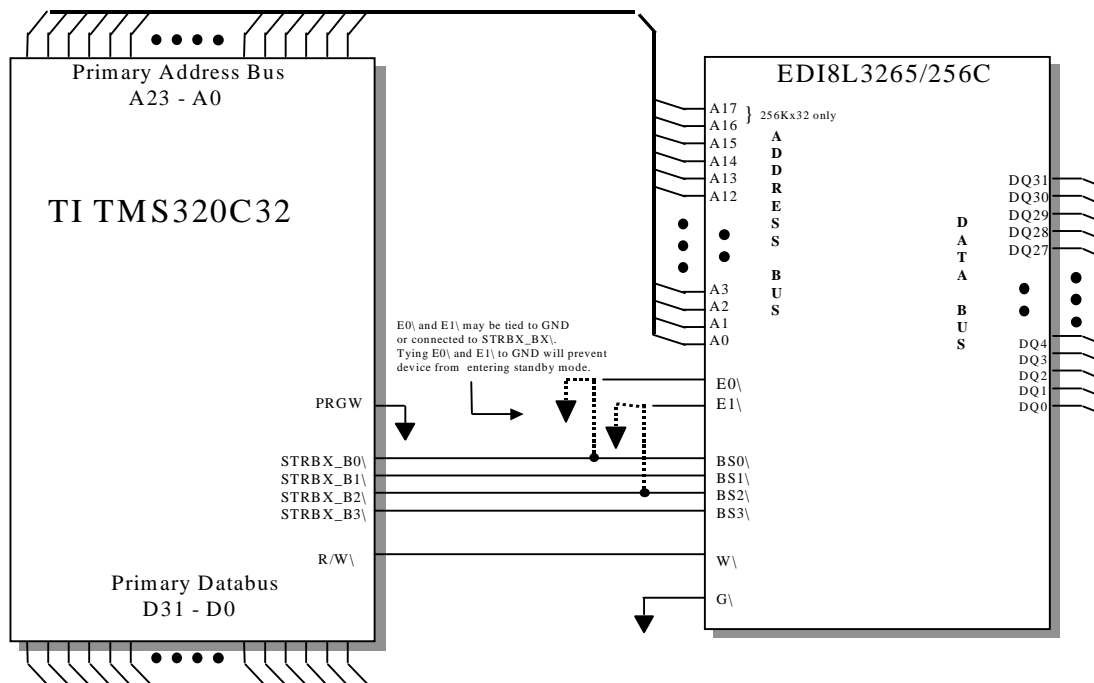 Primary Address Bus
A23 - A0
TI TMS320C32
PRGW
STRBX_B0\
STRBX_B1\
STRBX_B2\
STRBX_B3\
R/W\
Primary Databus
D31 - D0
E0\ and E1\ may be tied to GND
or connected to STRBX_BX\.
Tying E0\ and E1\ to GND will prevent
device from entering standby mode.
EDI8L3265/256C
A17
} 256Kx32 only
A16
A15
A14
A13
A12
A3
A2
A1
A0
ADDRESS BUS
E0\
E1\
BS0\
BS1\
BS2\
BS3\
W\
G\
DATA BUS
DQ31
DQ30
DQ29
DQ28
DQ27
DQ4
DQ3
DQ2
DQ1
DQ0